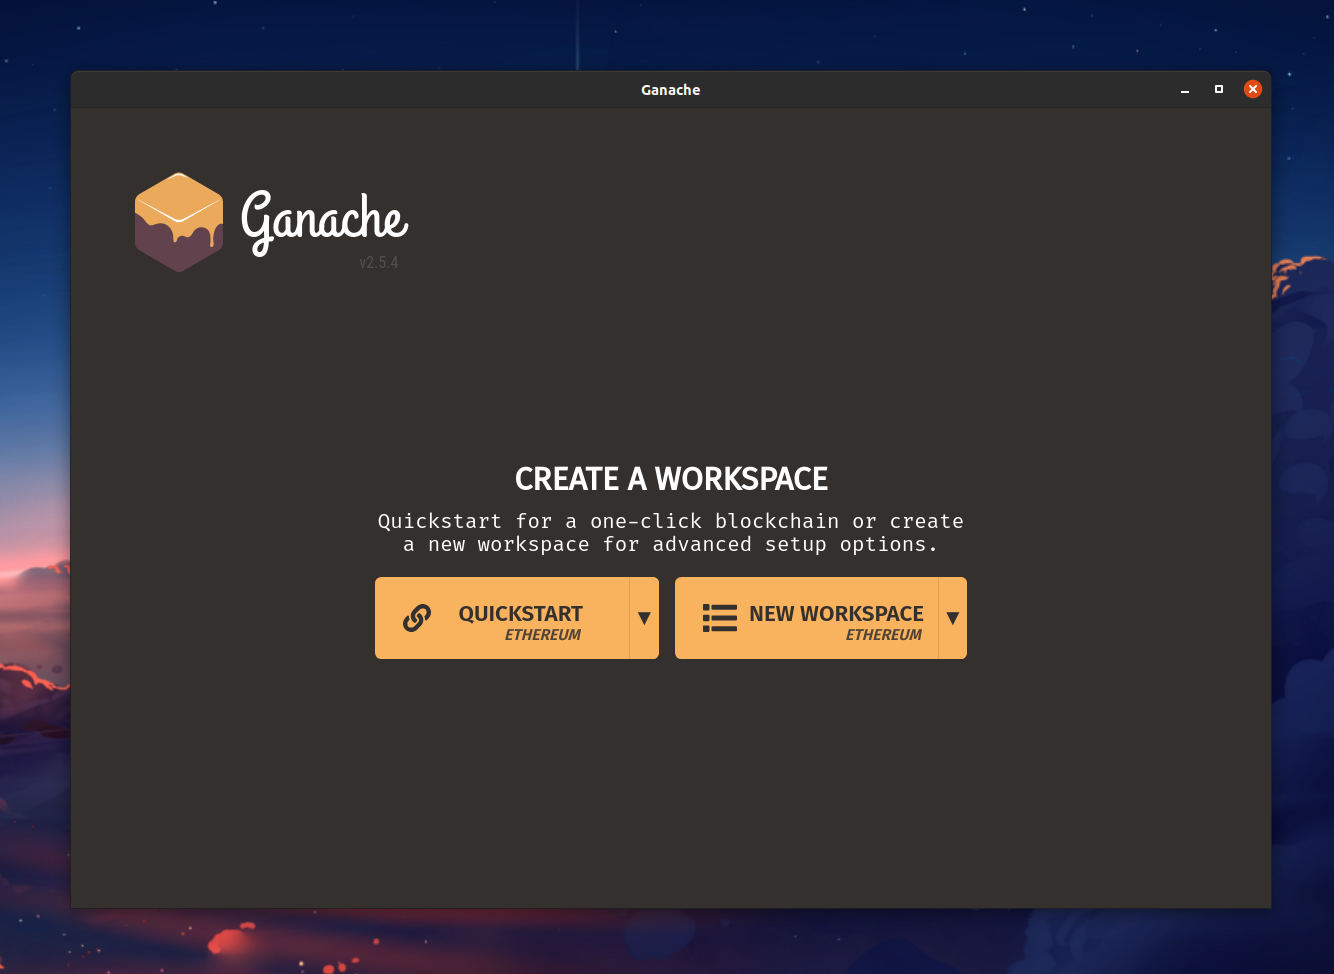 Ganache
Ganache
v2.5.4
CREATE A WORKSPACE
Quickstart for a one-click blockchain or create
a new workspace for advanced setup options.
QUICKSTART
ETHEREUM
NEW WORKSPACE
ETHEREUM